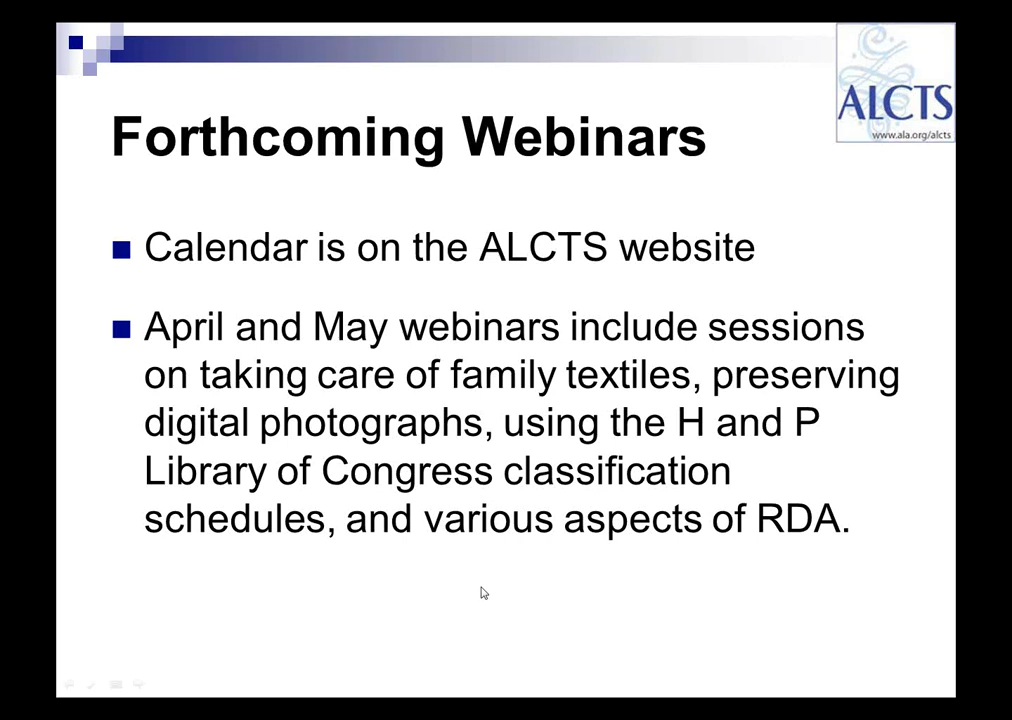 ALCTS
www.ala.org/alcts
Forthcoming Webinars
Calendar is on the ALCTS website
April and May webinars include sessions
on taking care of family textiles, preserving
digital photographs, using the H and P
Library of Congress classification
schedules, and various aspects of RDA.